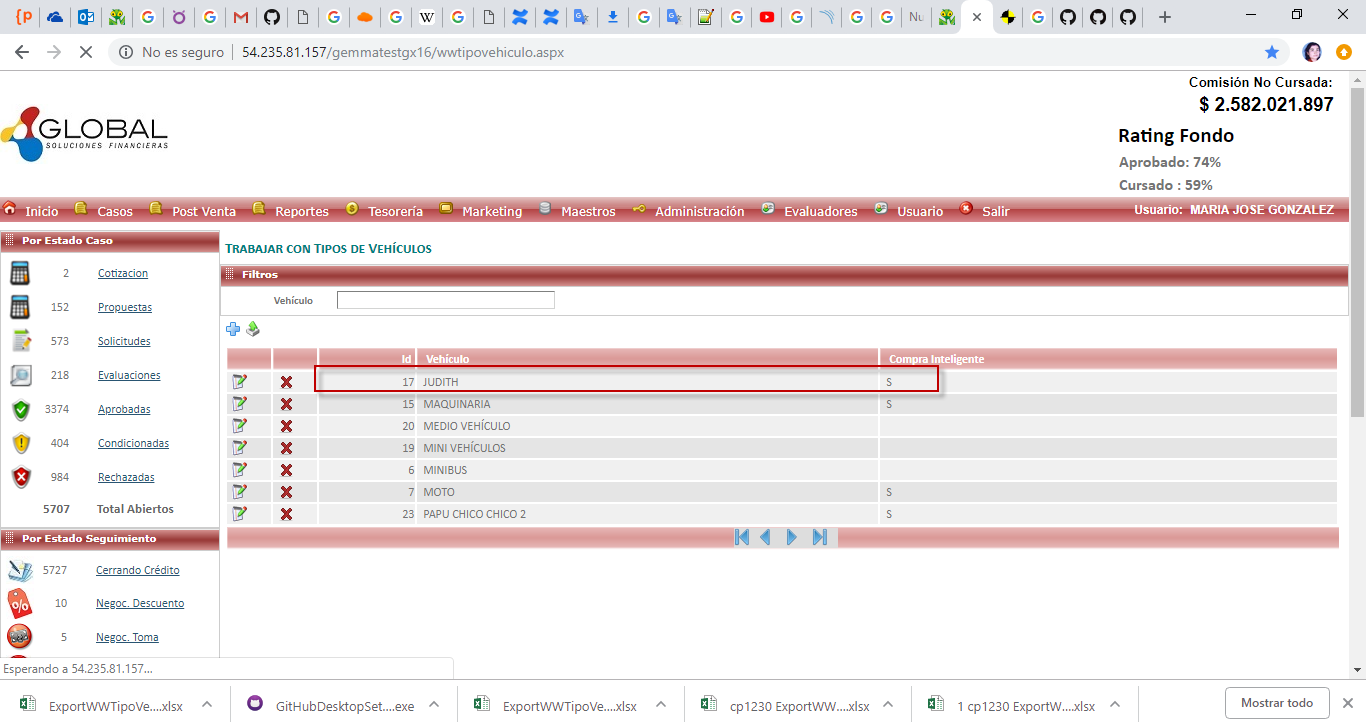 No es seguro | 54.235.81.157/gemmatestgx16/wwtipovehiculo.aspx
Comisión No Cursada:
$ 2.582.021.897
GLOBAL
SOLUCIONES FINANCIERAS
Rating Fondo
Aprobado: 74%
Cursado : 59%
Inicio Casos Post Venta Reportes Tesorería Marketing Maestros Administración Evaluadores Usuario Salir Usuario: MARIA JOSE GONZALEZ
Por Estado Caso
2 Cotizacion
152 Propuestas
573 Solicitudes
218 Evaluaciones
3374 Aprobadas
404 Condicionadas
984 Rechazadas
5707 Total Abiertos
Por Estado Seguimiento
5727 Cerrando Crédito
10 Negoc. Descuento
5 Negoc. Toma
TRABAJAR CON TIPOS DE VEHÍCULOS
Filtros
Vehículo
Id Vehículo Compra Inteligente
17 JUDITH S
15 MAQUINARIA S
20 MEDIO VEHÍCULO
19 MINI VEHÍCULOS
6 MINIBUS
7 MOTO S
23 PAPU CHICO CHICO 2 S
Esperando a 54.235.81.157...
ExportWWTipoVe....xlsx GitHubDesktopSet....exe ExportWWTipoVe....xlsx cp1230 ExportWW....xlsx 1 cp1230 ExportW....xlsx Mostrar todo